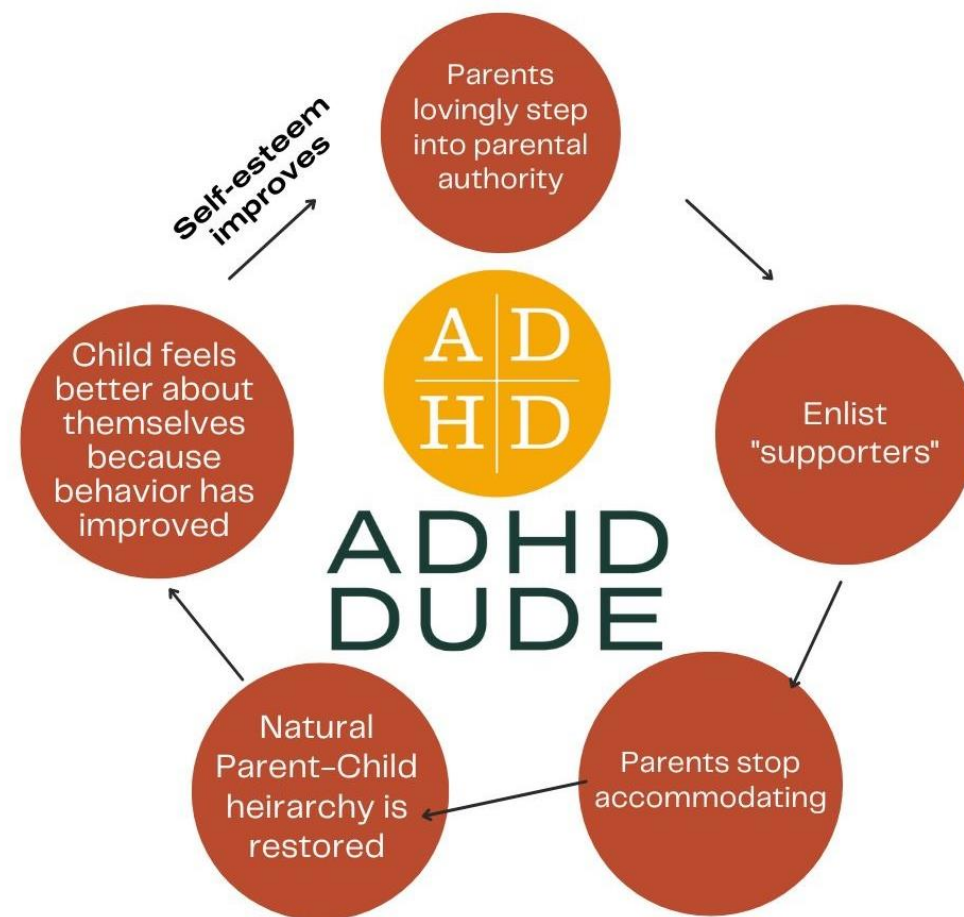 Parents
lovingly step
into parental
authority
Self-esteem
improves
Enlist
"supporters"
Parents stop
accommodating
Natural
Parent-Child
heirarchy is
restored
Child feels
better about
themselves
because
behavior has
improved
A D
H D
ADHD
DUDE